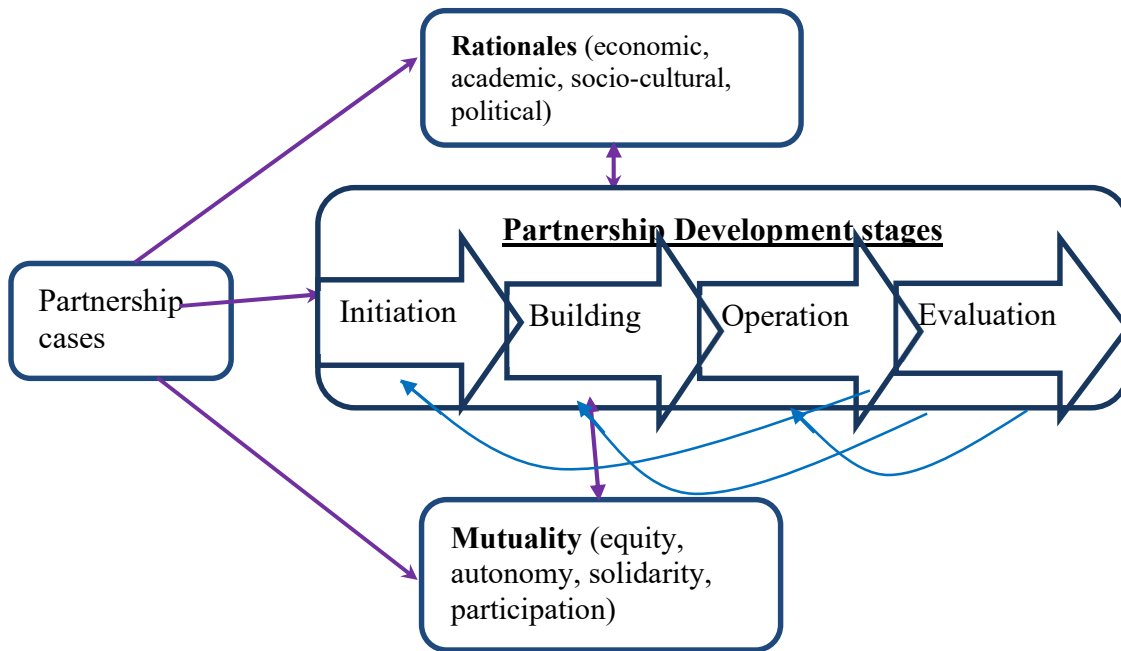 Rationales (economic,
academic, socio-cultural,
political)
Partnership Development stages
Partnership
cases
Initiation
Building
Operation
Evaluation
Mutuality (equity,
autonomy, solidarity,
participation)